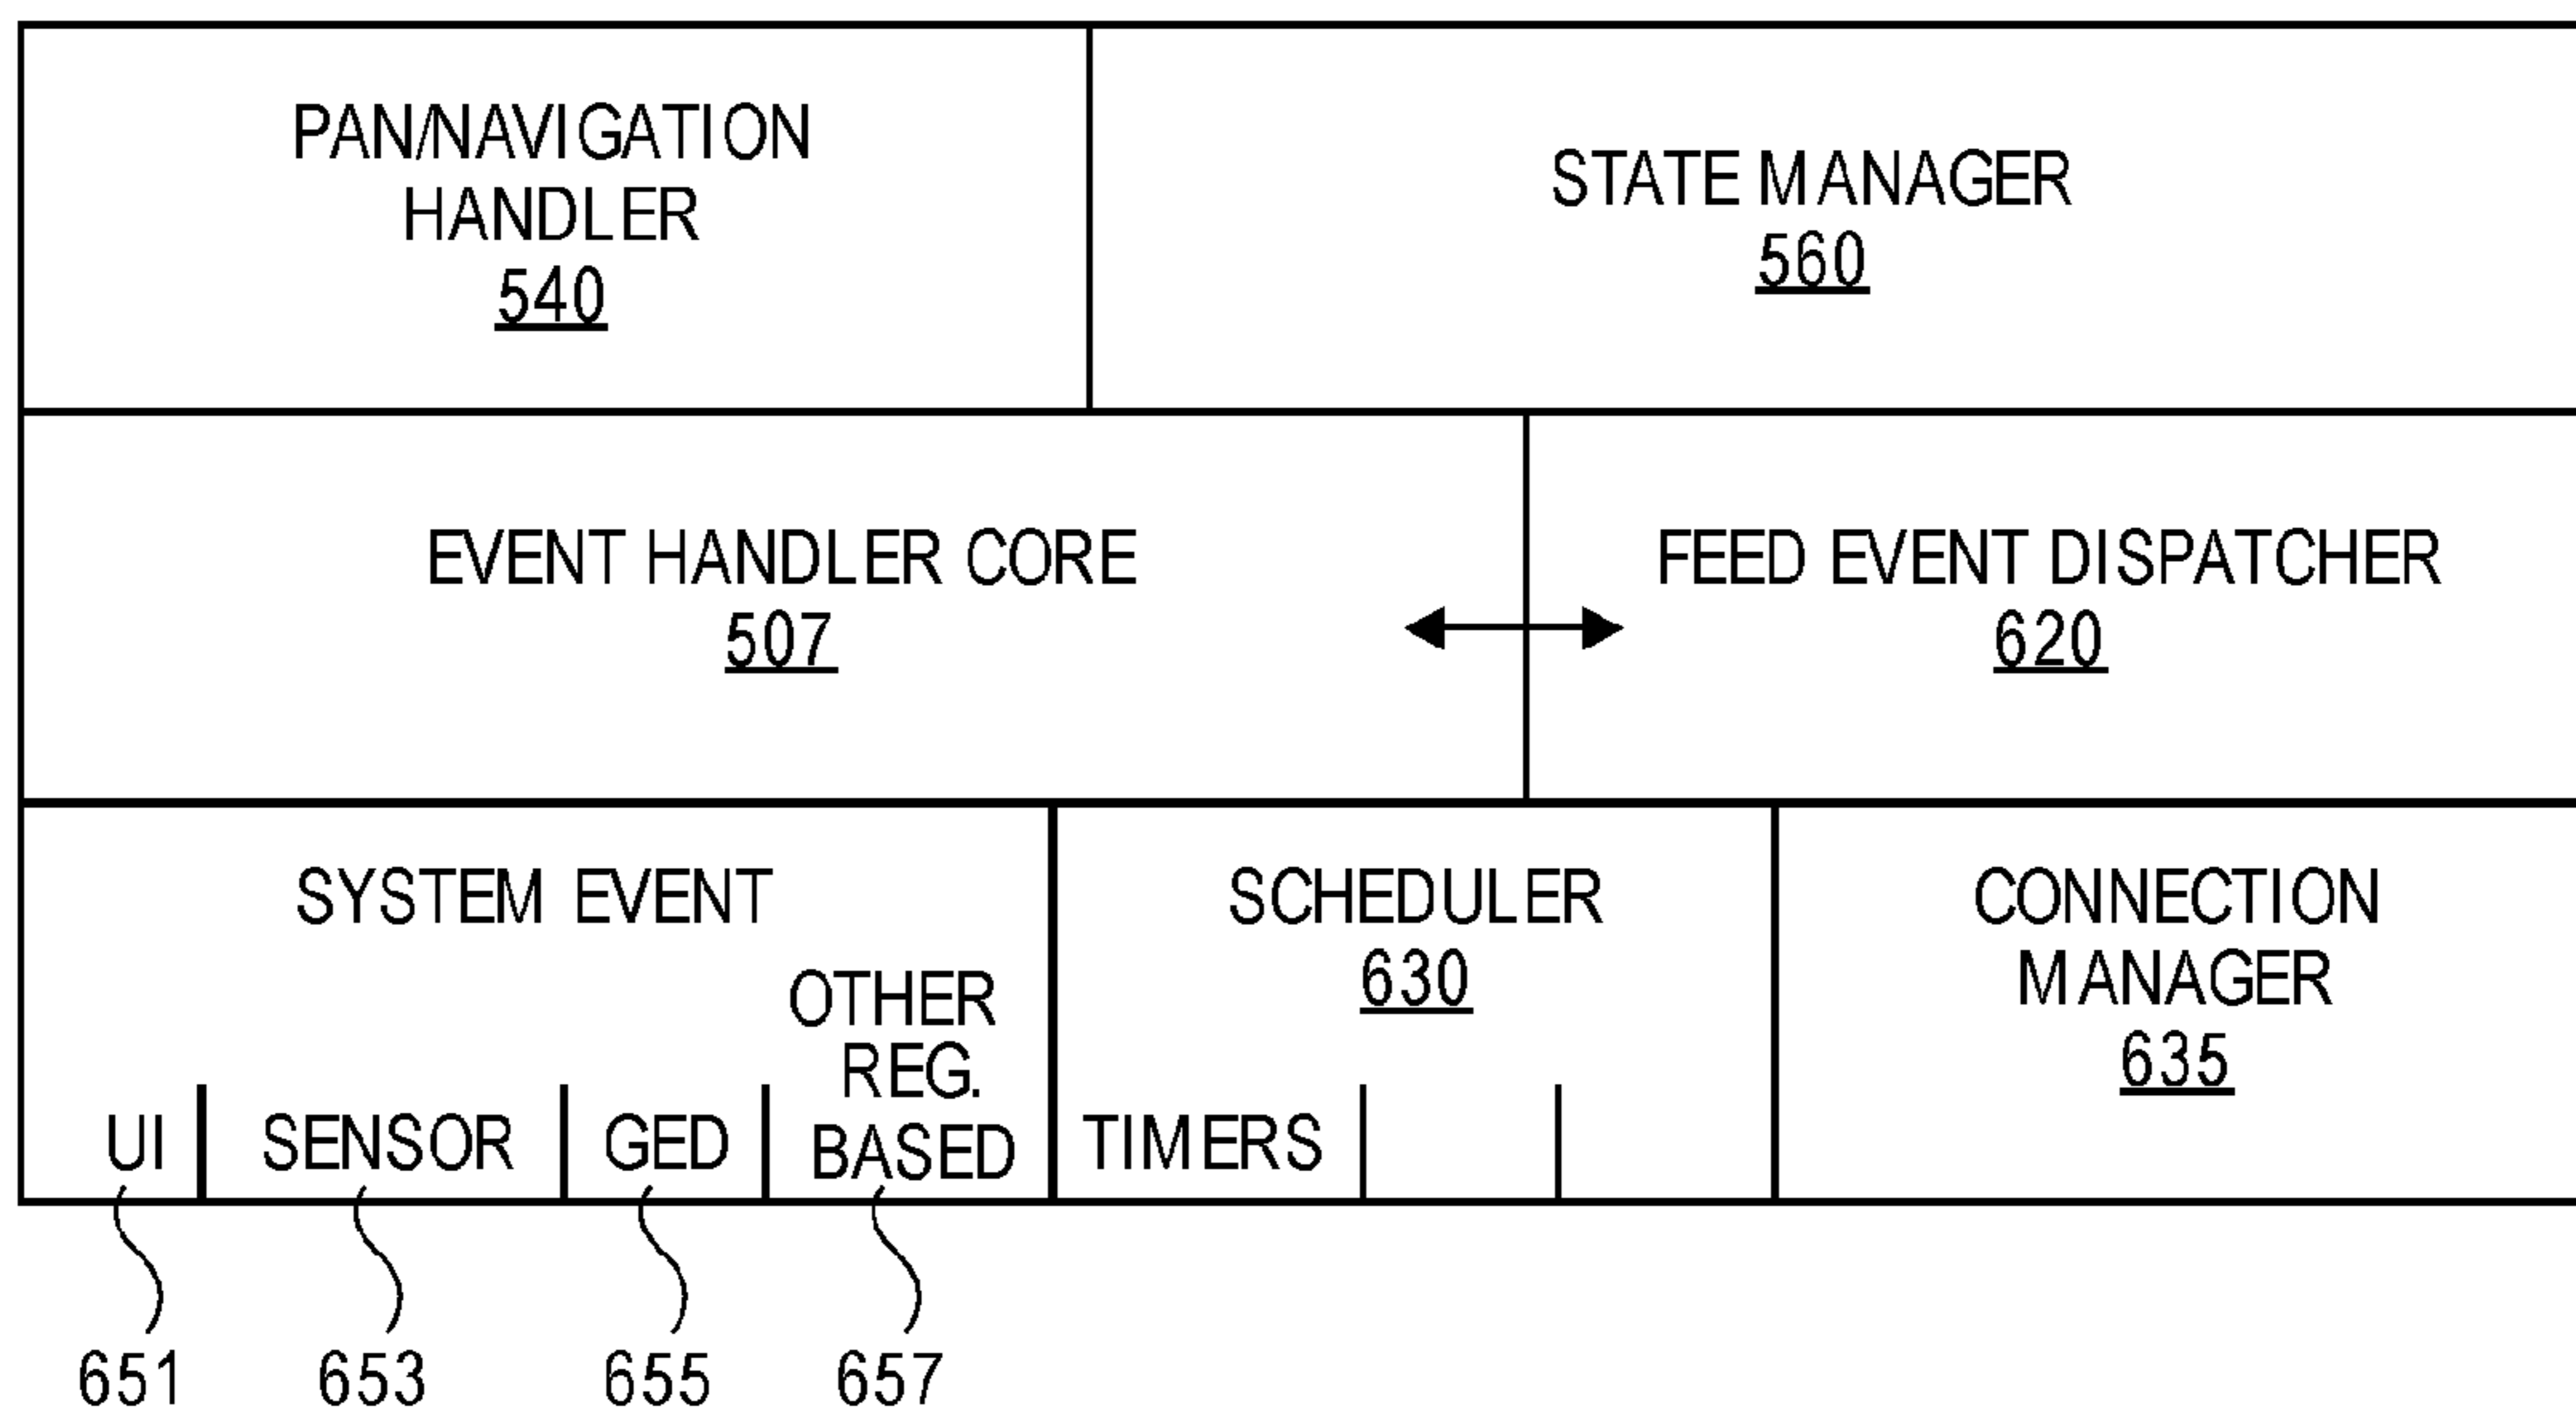 PAN/NAVIGATION
HANDLER
540
STATE MANAGER
560
EVENT HANDLER CORE
507
FEED EVENT DISPATCHER
620
SYSTEM EVENT
UI
SENSOR
GED
OTHER
REG.
BASED
SCHEDULER
630
TIMERS
CONNECTION
MANAGER
635
651
653
655
657